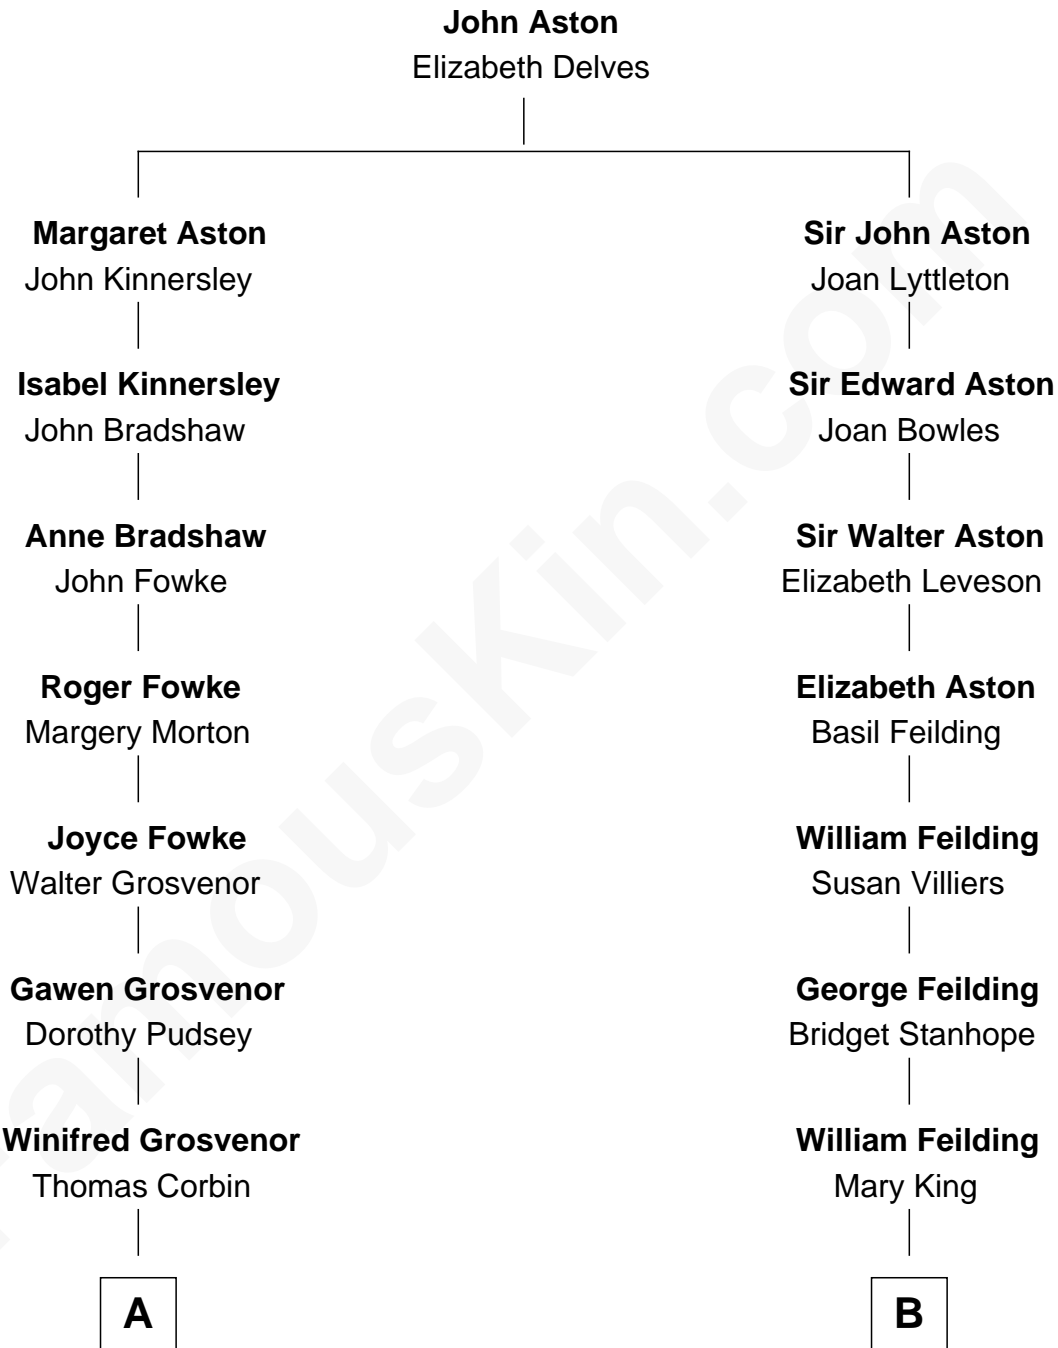 John Aston
Elizabeth Delves
Margaret Aston
John Kinnersley
Isabel Kinnersley
John Bradshaw
Anne Bradshaw
John Fowke
Roger Fowke
Margery Morton
Joyce Fowke
Walter Grosvenor
Gawen Grosvenor
Dorothy Pudsey
Winifred Grosvenor
Thomas Corbin
A
Sir John Aston
Joan Lyttleton
Sir Edward Aston
Joan Bowles
Sir Walter Aston
Elizabeth Leveson
Elizabeth Aston
Basil Feilding
William Feilding
Susan Villiers
George Feilding
Bridget Stanhope
William Feilding
Mary King
B
FamousKin.com